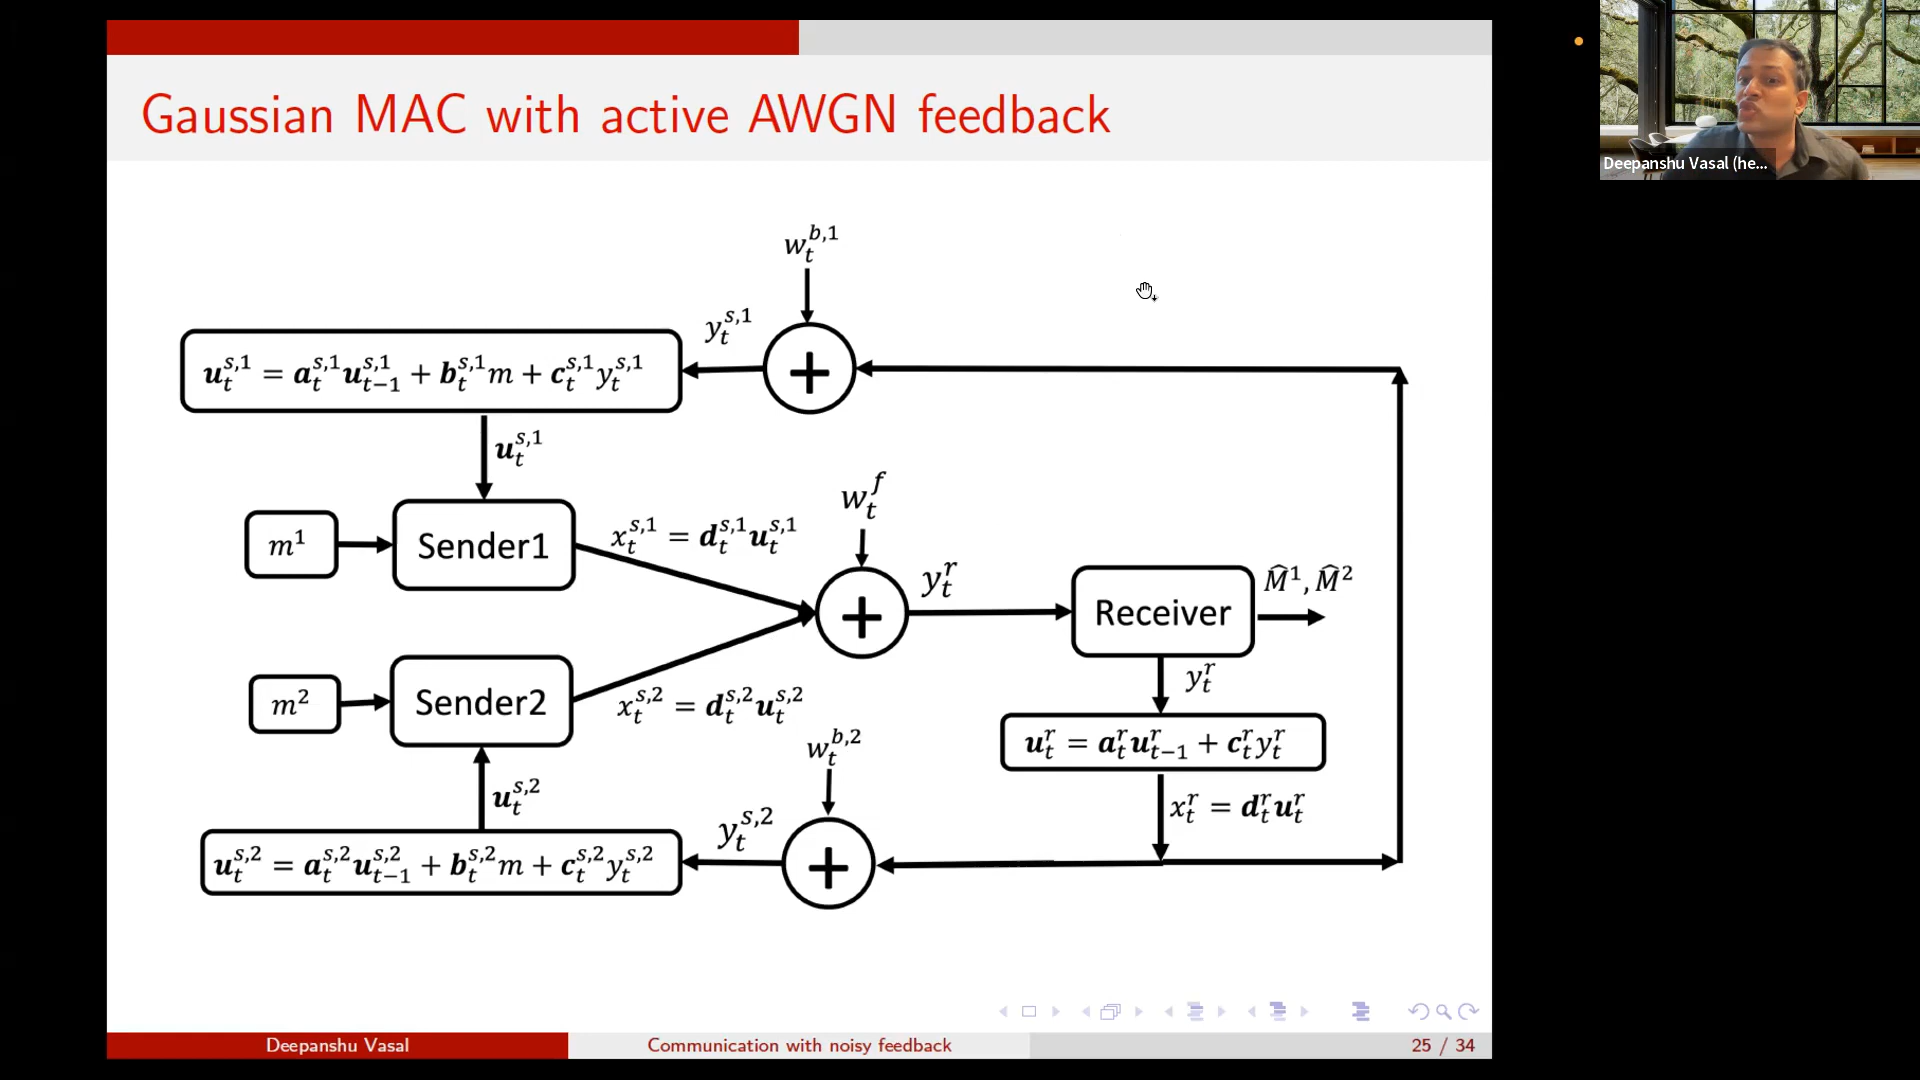 Gaussian MAC with active AWGN feedback
Deepanshu Vasal (he...
w_t^{b,1}
y_t^{s,1}
u_t^{s,1} = a_t^{s,1}u_{t-1}^{s,1} + b_t^{s,1}m + c_t^{s,1}y_t^{s,1}
+
u_t^{s,1}
w_t^f
m^1
Sender1
x_t^{s,1} = d_t^{s,1}u_t^{s,1}
+
y_t^r
Receiver
M̂^1, M̂^2
m^2
Sender2
x_t^{s,2} = d_t^{s,2}u_t^{s,2}
y_t^r
u_t^r = a_t^r u_{t-1}^r + c_t^r y_t^r
w_t^{b,2}
u_t^{s,2}
x_t^r = d_t^r u_t^r
y_t^{s,2}
u_t^{s,2} = a_t^{s,2}u_{t-1}^{s,2} + b_t^{s,2}m + c_t^{s,2}y_t^{s,2}
+
Deepanshu Vasal
Communication with noisy feedback
25 / 34